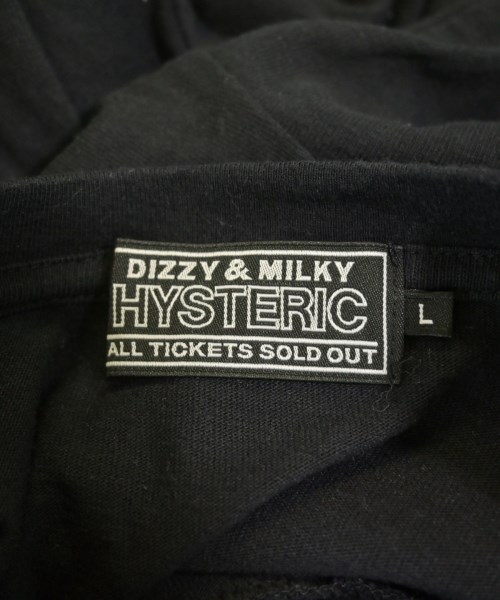 DIZZY & MILKY
HYSTERIC
ALL TICKETS SOLD OUT
L